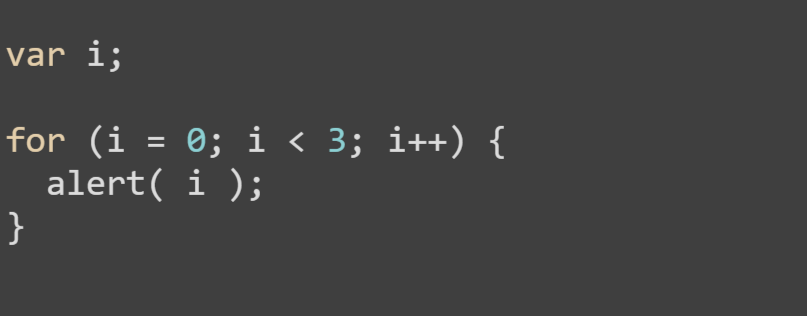 var i;
for (i = 0; i < 3; i++) {
  alert( i );
}